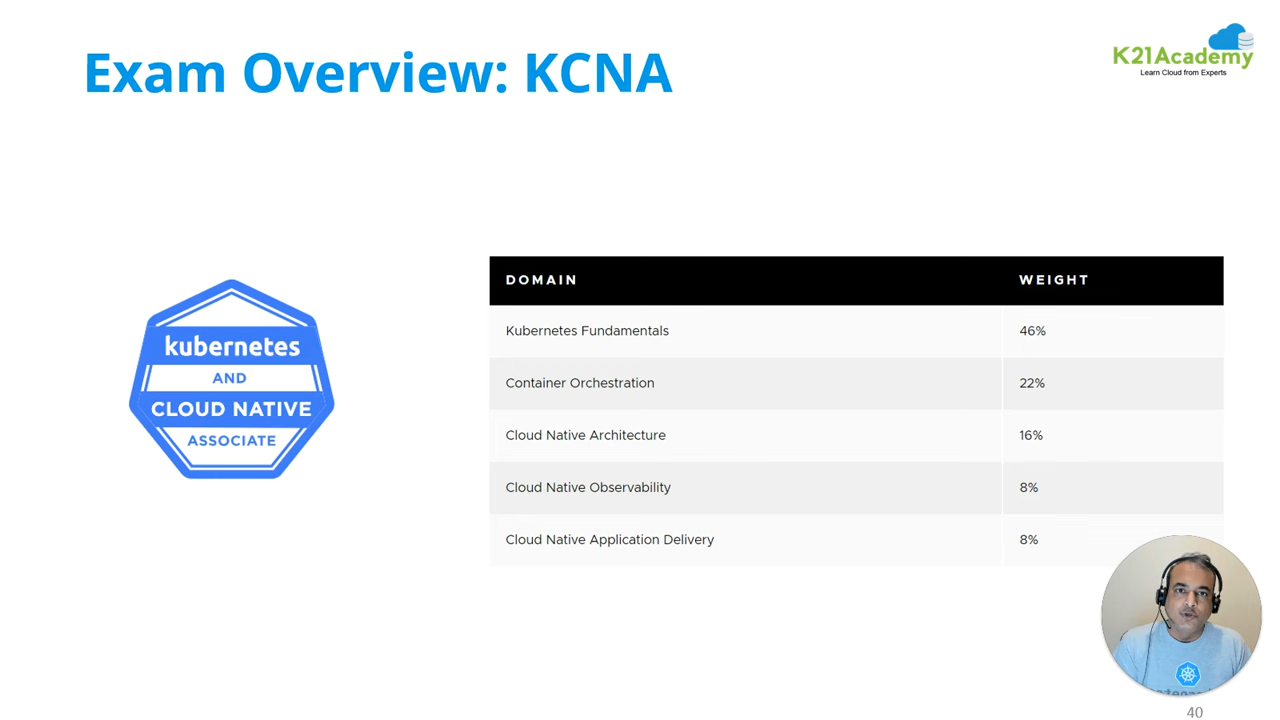 Exam Overview: KCNA
K21Academy
Learn Cloud from Experts
kubernetes
AND
CLOUD NATIVE
ASSOCIATE
DOMAIN WEIGHT
Kubernetes Fundamentals 46%
Container Orchestration 22%
Cloud Native Architecture 16%
Cloud Native Observability 8%
Cloud Native Application Delivery 8%
40